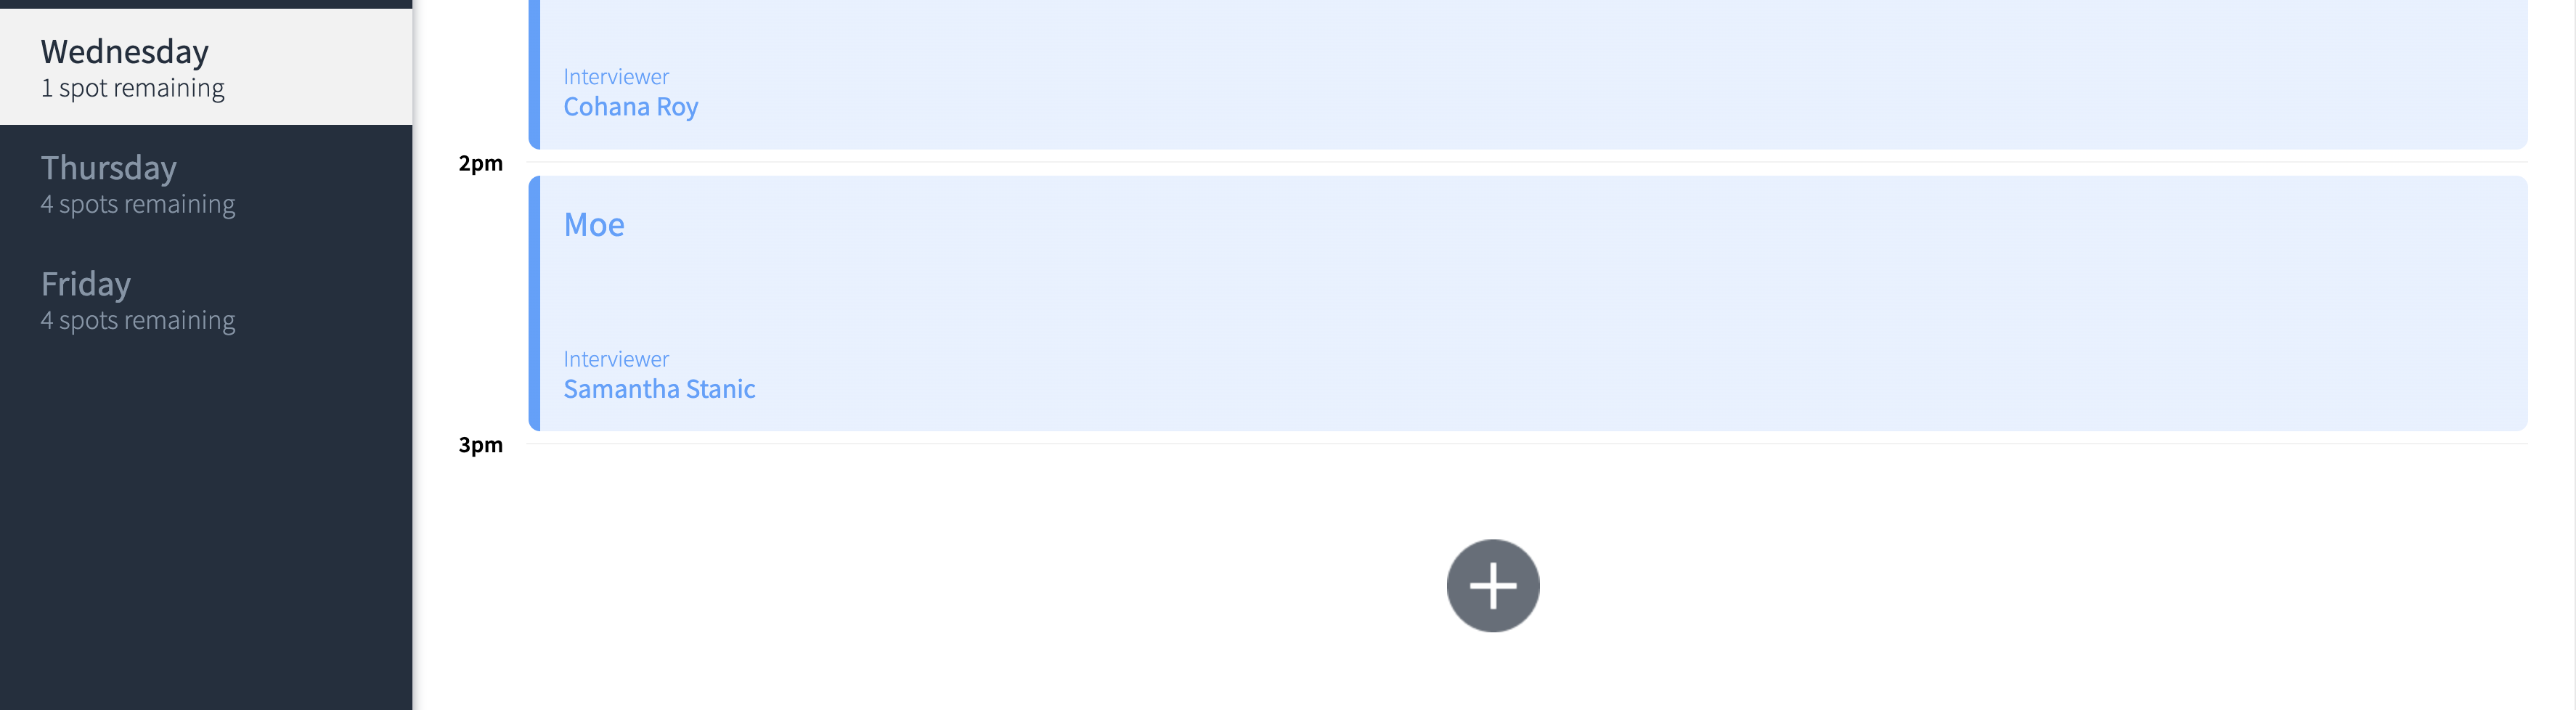 Wednesday
1 spot remaining
Thursday
4 spots remaining
Friday
4 spots remaining
Interviewer
Cohana Roy
2pm
Moe
Interviewer
Samantha Stanic
3pm